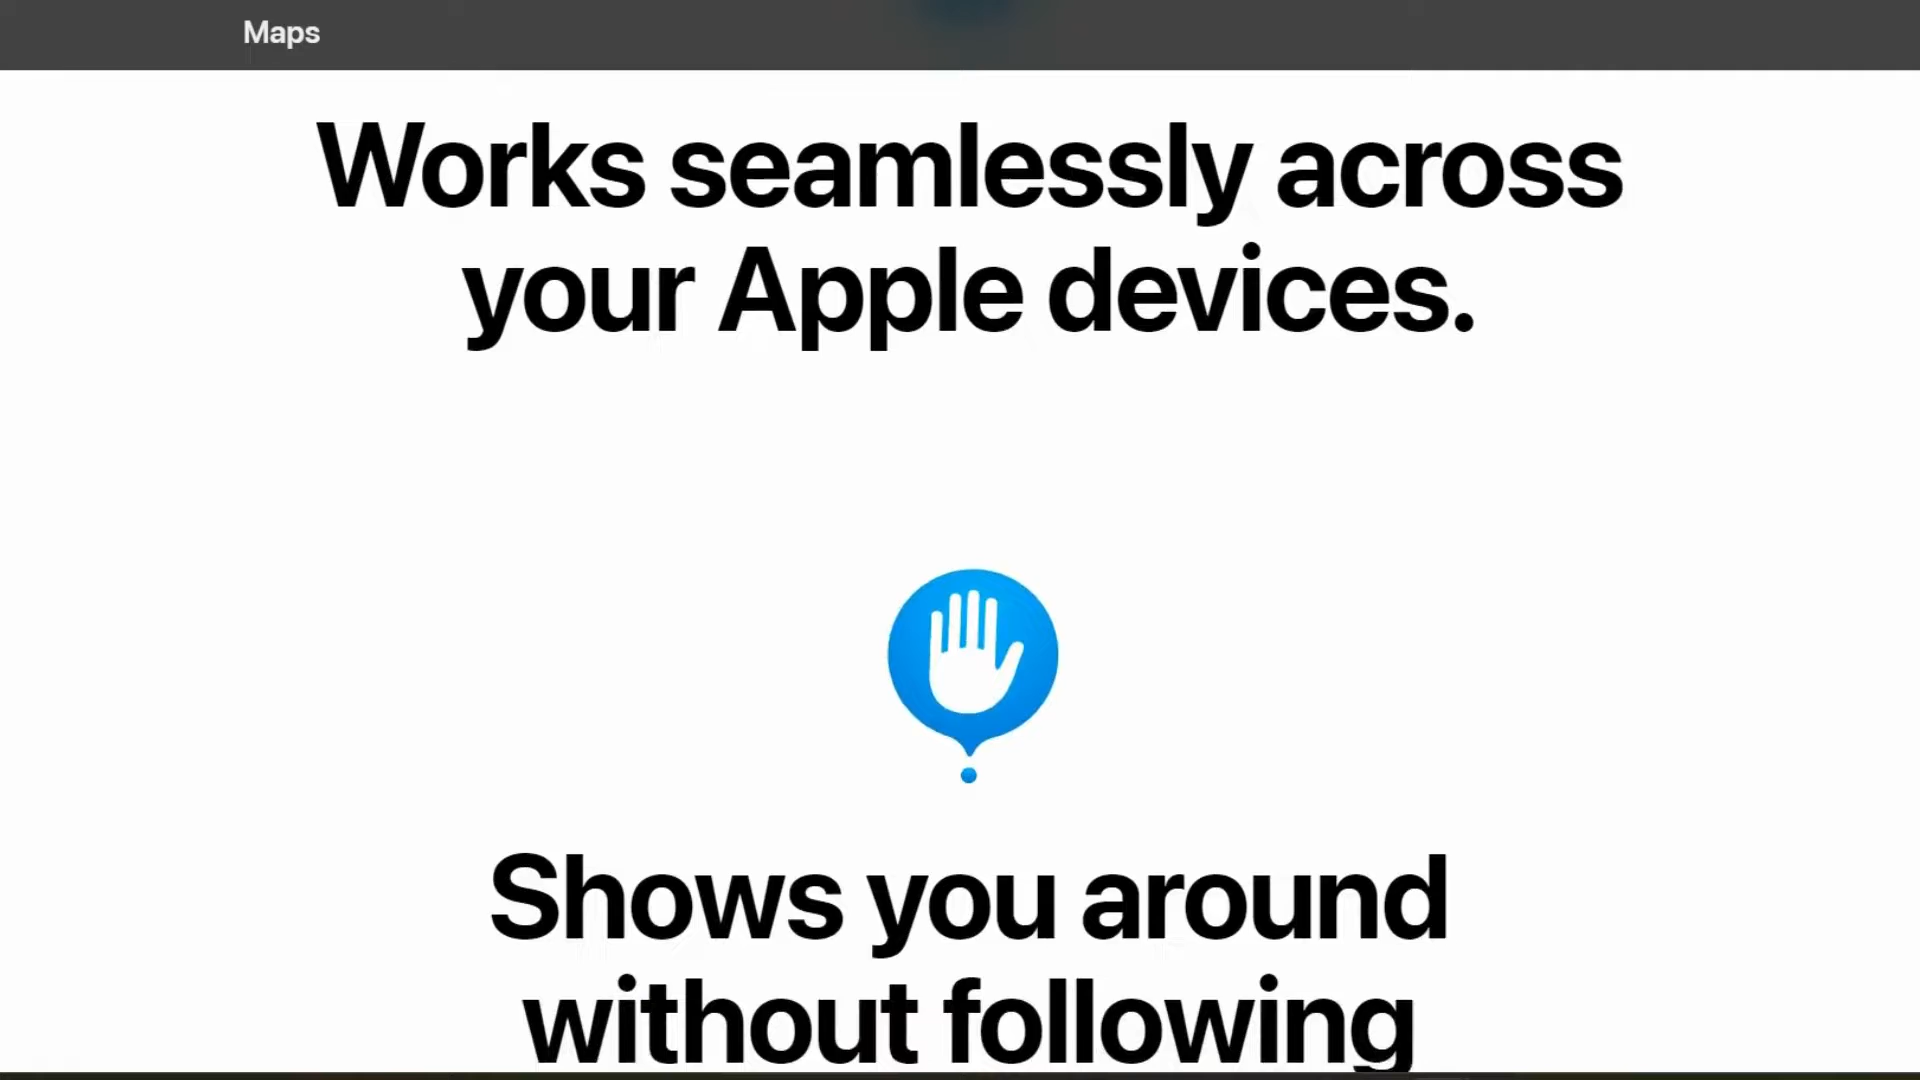 Maps
Works seamlessly across
your Apple devices.
Shows you around
without following